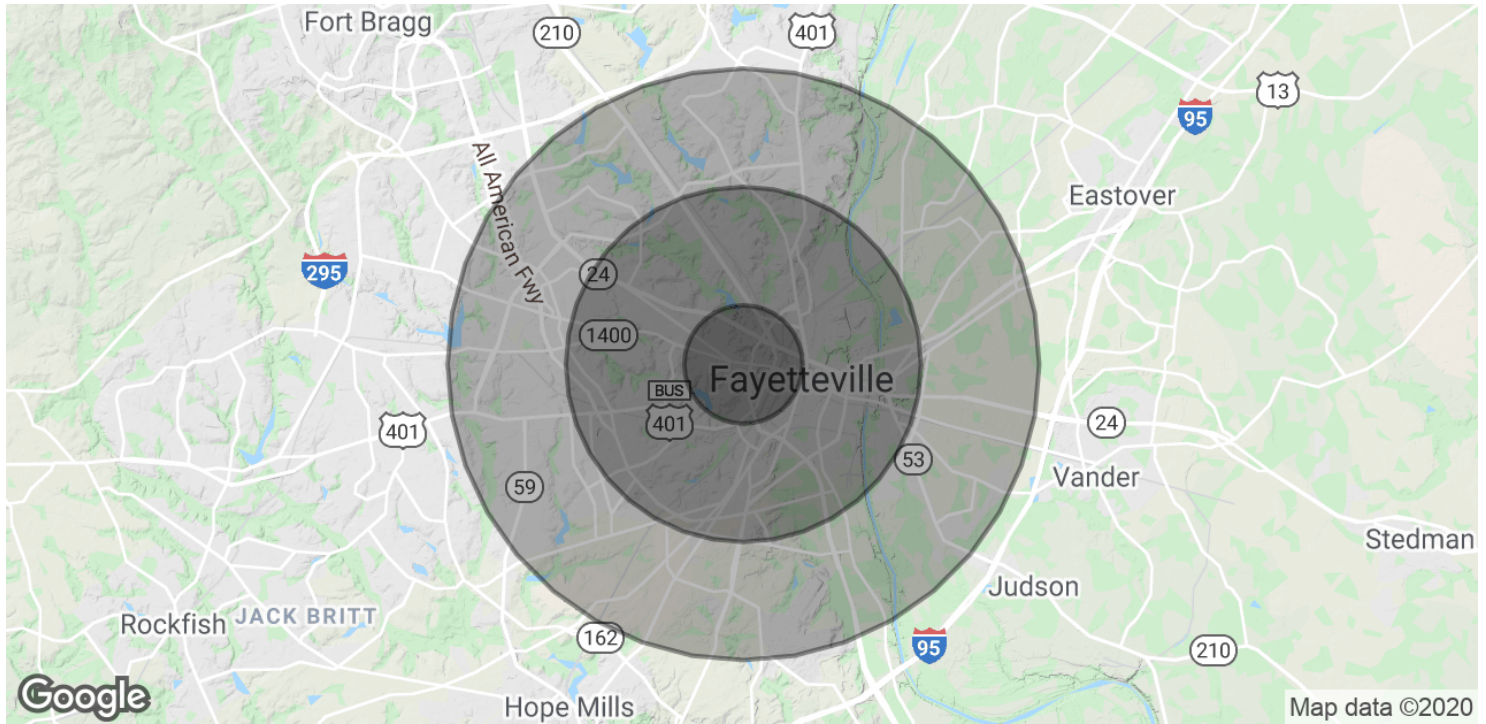 Fort Bragg
210
401
13
95
All American Fwy
Eastover
295
24
1400
Fayetteville
BUS
401
401
24
53
Vander
59
Stedman
Judson
Rockfish
JACK BRITT
162
95
210
Google
Hope Mills
Map data ©2020